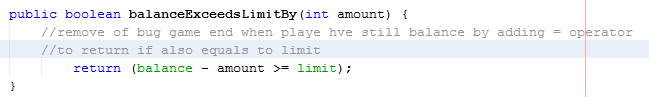 public boolean balanceExceedsLimitBy(int amount) {
//remove of bug game end when playe hve still balance by adding = operator
//to return if also equals to limit
return (balance - amount >= limit);
}